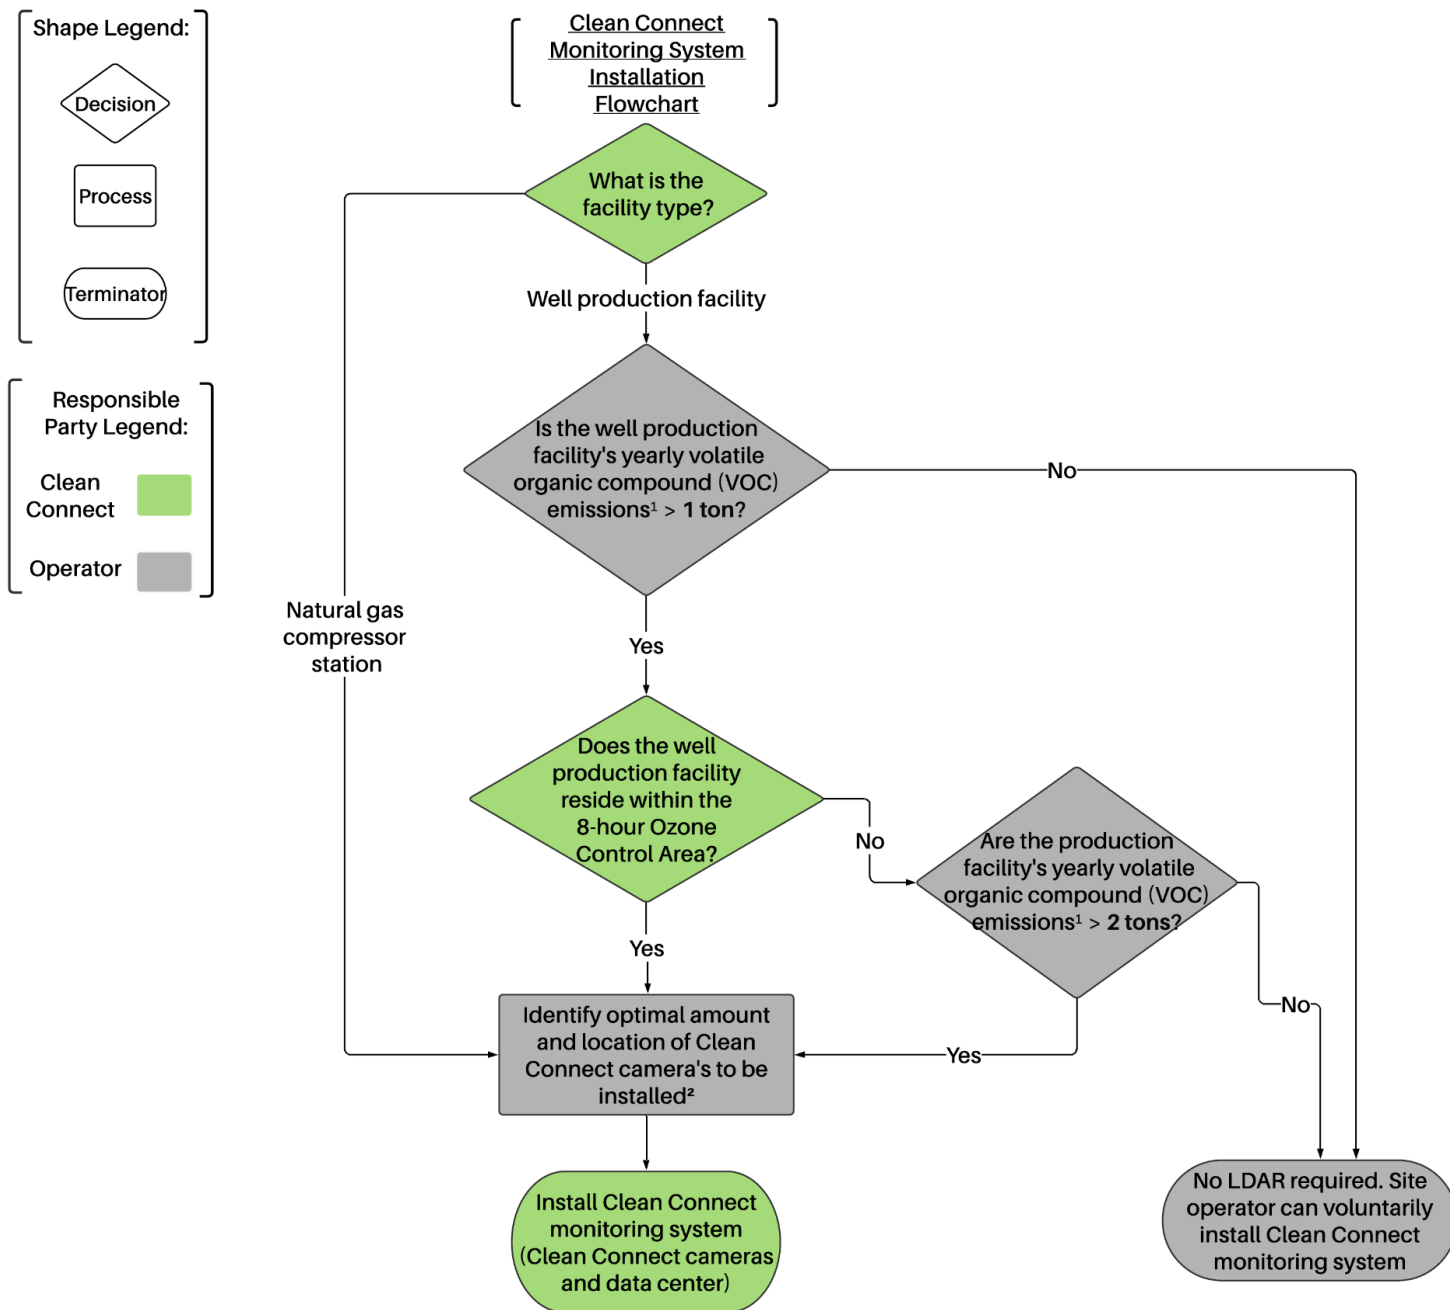 Shape Legend:
Decision
Process
Terminator
Responsible
Party Legend:
Clean
Connect
Operator
Clean Connect
Monitoring System
Installation
Flowchart
What is the
facility type?
Well production facility
Is the well production
facility's yearly volatile
organic compound (VOC)
emissions¹ > 1 ton?
No
Natural gas
compressor
station
Yes
Does the well
production facility
reside within the
8-hour Ozone
Control Area?
No
Are the production
facility's yearly volatile
organic compound (VOC)
emissions¹ > 2 tons?
Yes
No
Identify optimal amount
and location of Clean
Connect camera's to be
installed²
Yes
Install Clean Connect
monitoring system
(Clean Connect cameras
and data center)
No LDAR required. Site
operator can voluntarily
install Clean Connect
monitoring system